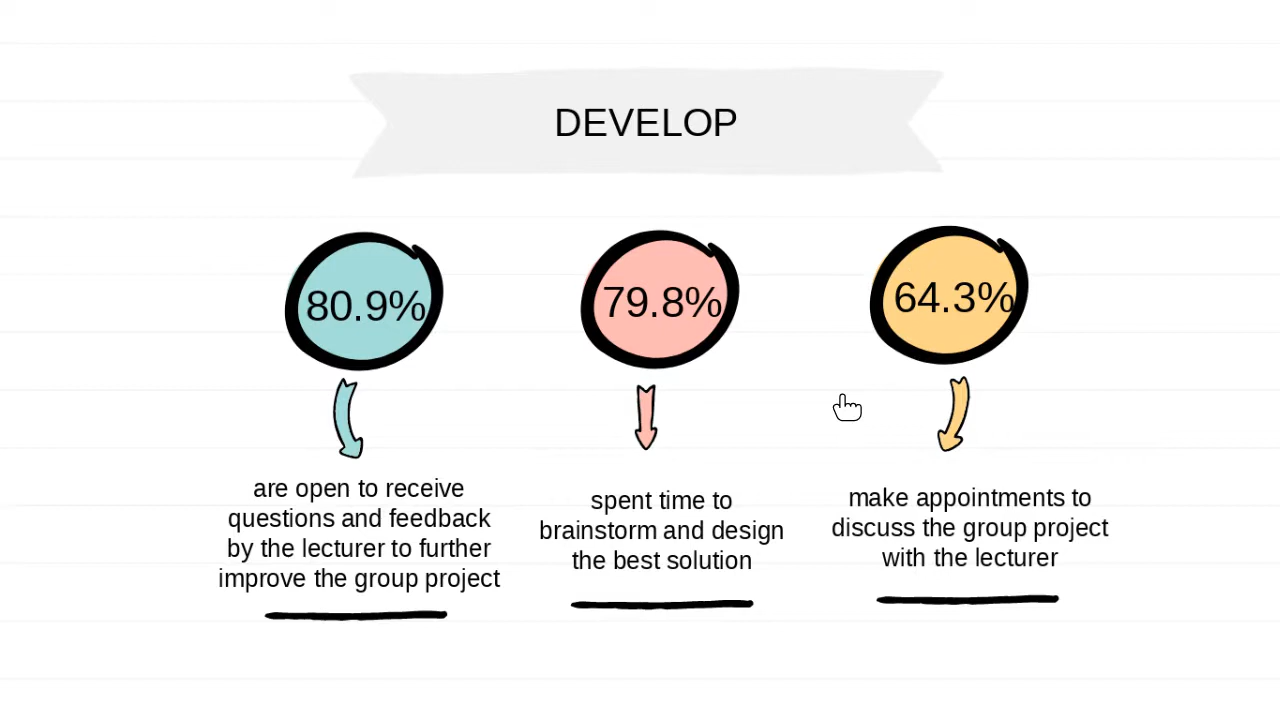 DEVELOP
80.9%
79.8%
64.3%
are open to receive
questions and feedback
by the lecturer to further
improve the group project
spent time to
brainstorm and design
the best solution
make appointments to
discuss the group project
with the lecturer